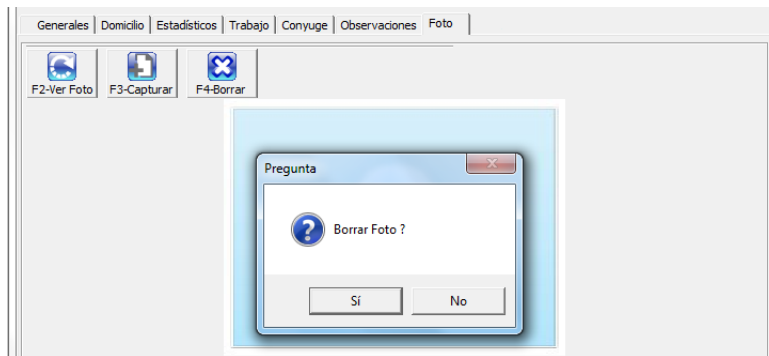 Generales Domicilio Estadísticos Trabajo Conyuge Observaciones Foto
F2-Ver Foto F3-Capturar F4-Borrar
Pregunta
Borrar Foto ?
Sí No